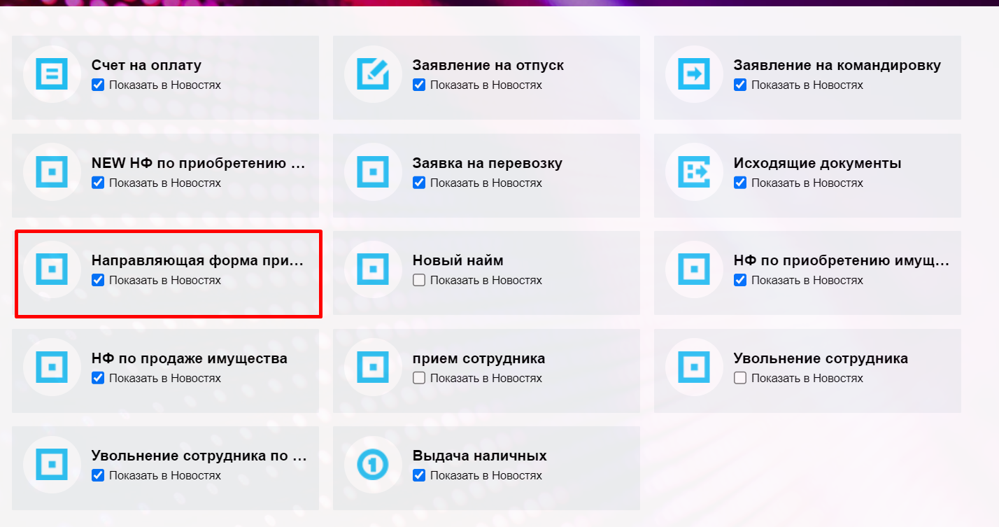 Счет на оплату
Показать в Новостях
Заявление на отпуск
Показать в Новостях
Заявление на командировку
Показать в Новостях
NEW НФ по приобретению ...
Показать в Новостях
Заявка на перевозку
Показать в Новостях
Исходящие документы
Показать в Новостях
Направляющая форма при...
Показать в Новостях
Новый найм
Показать в Новостях
НФ по приобретению имущ...
Показать в Новостях
НФ по продаже имущества
Показать в Новостях
прием сотрудника
Показать в Новостях
Увольнение сотрудника
Показать в Новостях
Увольнение сотрудника по ...
Показать в Новостях
1
Выдача наличных
Показать в Новостях